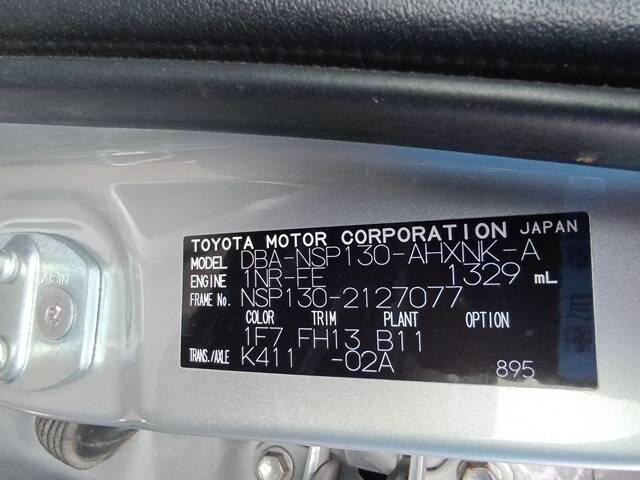 TOYOTA MOTOR CORPORATION JAPAN
MODEL DBA-NSP130-AHXNK-A
ENGINE 1NR-FE 1329 mL
FRAME No. NSP130-2127077
COLOR TRIM PLANT OPTION
1F7 FH13 B11
TRANS./AXLE K411 -02A
895
AISIN